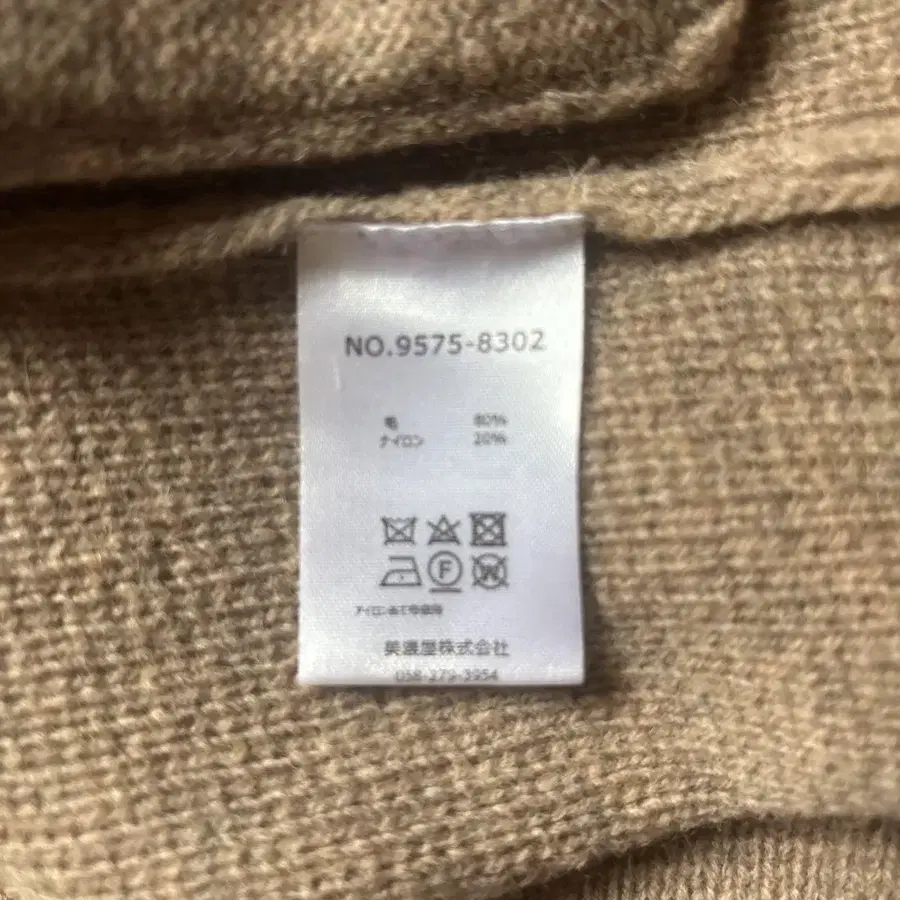 NO.9575-8302
毛 80%
ナイロン 20%
F
W
アイロンあて布使用
美濃屋株式会社
058-279-3954